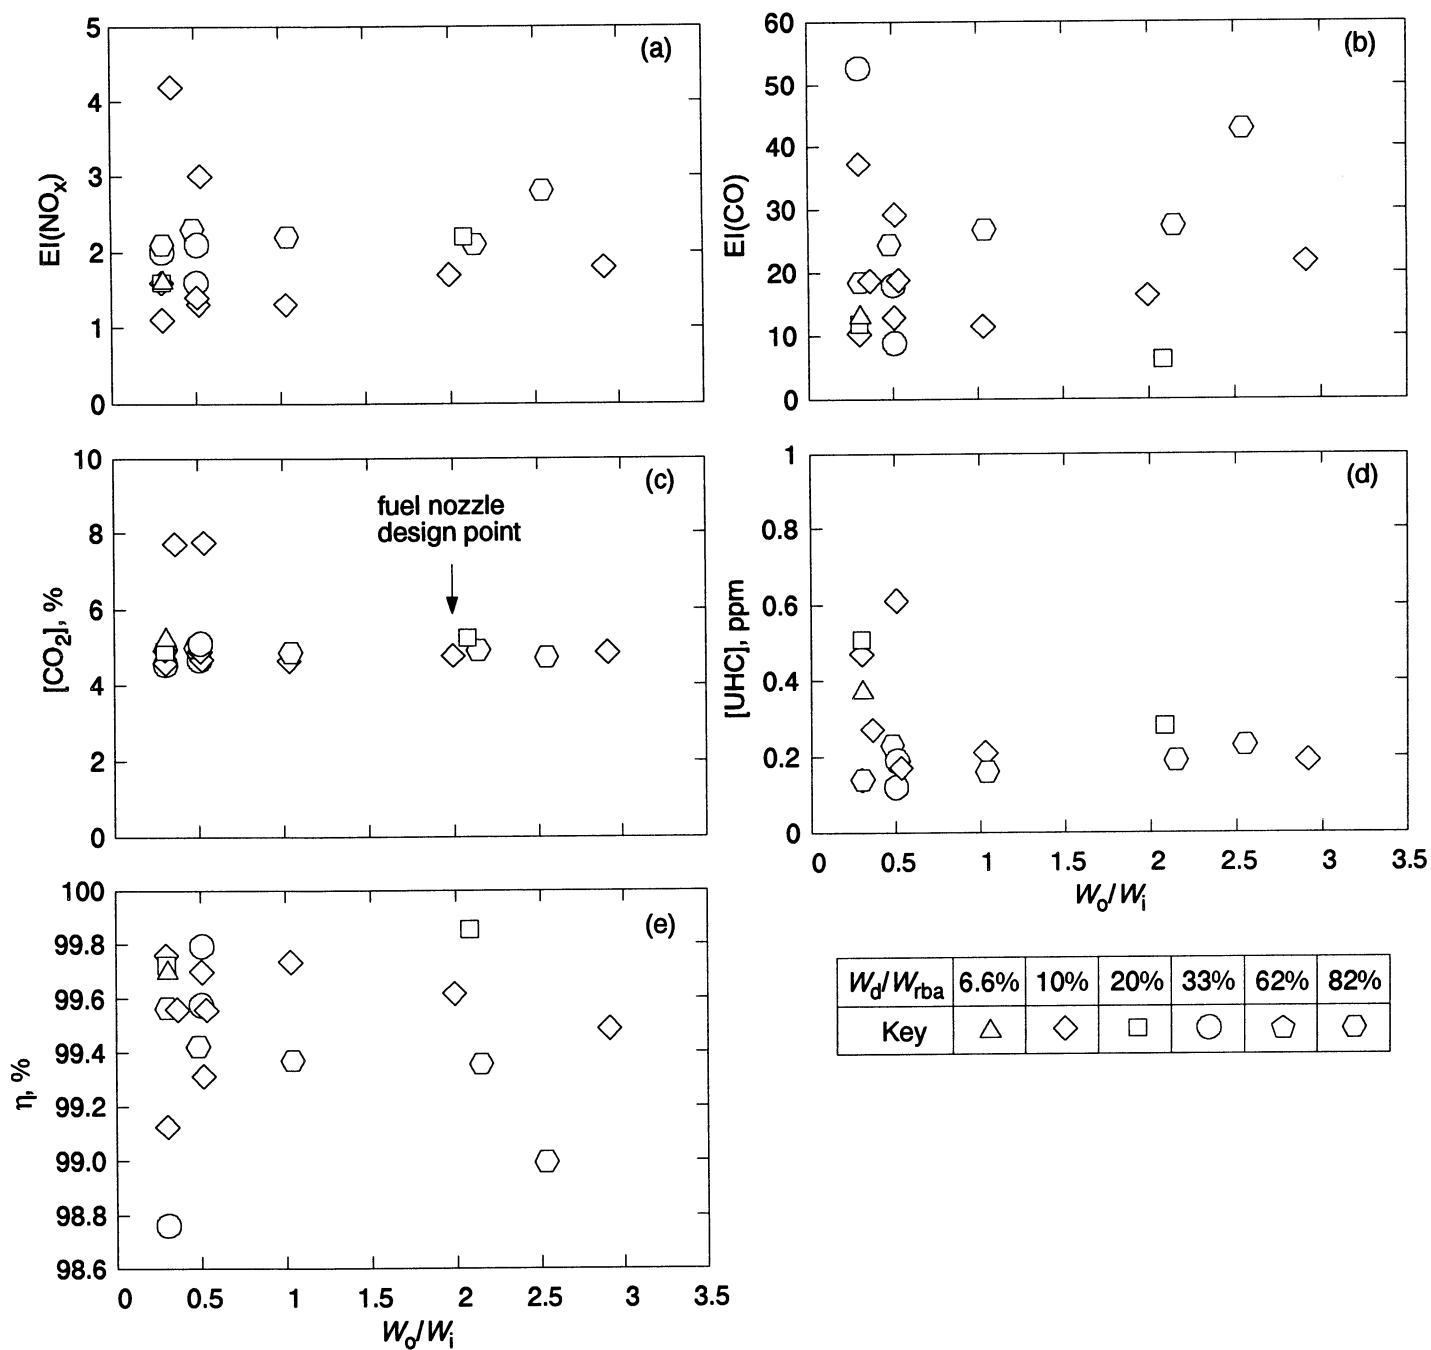 (a)
5
4
3
2
1
0
EI(NOx)
(b)
60
50
40
30
20
10
0
EI(CO)
(c)
10
8
6
4
2
0
[CO2], %
fuel nozzle
design point
(d)
1
0.8
0.6
0.4
0.2
0
[UHC], ppm
0 0.5 1 1.5 2 2.5 3 3.5
Wo/Wi
(e)
100
99.8
99.6
99.4
99.2
99.0
98.8
98.6
η, %
0 0.5 1 1.5 2 2.5 3 3.5
Wo/Wi
Wd/Wrba 6.6% 10% 20% 33% 62% 82%
Key